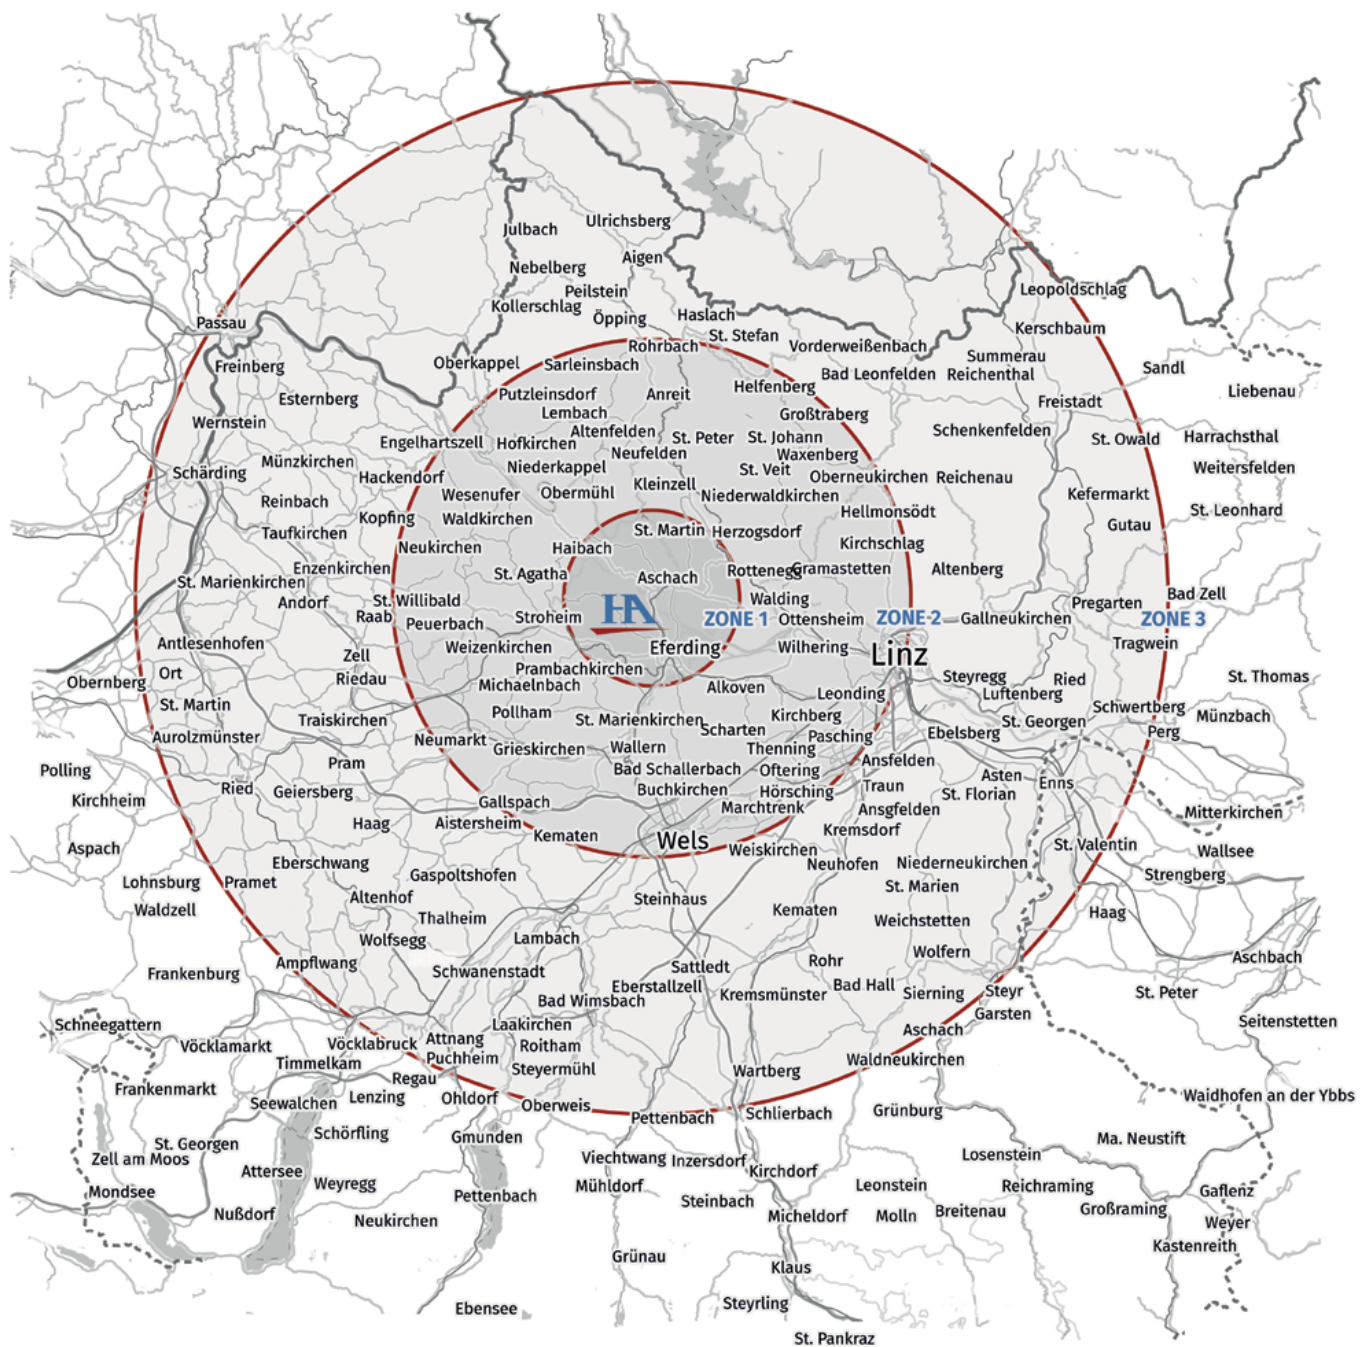 Ulrichsberg
Julbach
Aigen
Nebelberg
Leopoldschlag
Peilstein
Kollerschlag
Haslach
Öpping
Passau
Kerschbaum
St. Stefan
Rohrbach
Vorderweißenbach
Summerau
Oberkappel
Sarleinsbach
Freinberg
Sandl
Bad Leonfelden
Reichenthal
Helfenberg
Liebenau
Putzleinsdorf
Anreit
Esternberg
Freistadt
Lembach
Großtraberg
Wernstein
Altenfelden
Schenkenfelden
St. Peter
St. Johann
Harrachsthal
St. Owald
Engelhartszell
Hofkirchen
Neufelden
Waxenberg
Münzkirchen
Niederkappel
Weitersfelden
St. Veit
Schärding
Hackendorf
Oberneukirchen
Reichenau
Kleinzell
Obermühl
Kefermarkt
Wesenufer
Niederwaldkirchen
Reinbach
St. Leonhard
Hellmonsödt
Kopfing
Waldkirchen
Gutau
St. Martin
Herzogsdorf
Taufkirchen
Kirchschlag
Neukirchen
Haibach
Enzenkirchen
Gramastetten
Altenberg
Rottenegg
St. Agatha
Aschach
St. Marienkirchen
Bad Zell
Walding
St. Willibald
Andorf
Pregarten
HA
Raab
Stroheim
ZONE 1
Ottensheim
ZONE 2
Gallneukirchen
ZONE 3
Peuerbach
Antlesenhofen
Tragwein
Weizenkirchen
Eferding
Wilhering
Linz
Zell
Prambachkirchen
Ort
Steyregg
St. Thomas
Riedau
Ried
Obernberg
Michaelnbach
Alkoven
Leonding
Luftenberg
St. Martin
Schwertberg
Pollham
Kirchberg
Münzbach
Traiskirchen
St. Marienkirchen
St. Georgen
Scharten
Perg
Ebelsberg
Aurolzmünster
Pasching
Neumarkt
Grieskirchen
Wallern
Thenning
Ansfelden
Pram
Polling
Bad Schallerbach
Oftering
Asten
Enns
Traun
Ried
Geiersberg
Buchkirchen
Hörsching
St. Florian
Kirchheim
Gallspach
Marchtrenk
Ansgfelden
Mitterkirchen
Haag
Aistersheim
Kremsdorf
Kematen
Wels
St. Valentin
Aspach
Weiskirchen
Wallsee
Eberschwang
Neuhofen
Niederneukirchen
Gaspoltshofen
Strengberg
Lohnsburg
Pramet
St. Marien
Altenhof
Steinhaus
Waldzell
Kematen
Haag
Thalheim
Weichstetten
Wolfsegg
Lambach
Wolfern
Aschbach
Ampflwang
Rohr
Sattledt
Frankenburg
Schwanenstadt
Eberstallzell
Bad Hall
Steyr
St. Peter
Kremsmünster
Sierning
Bad Wimsbach
Garsten
Seitenstetten
Schneegattern
Laakirchen
Aschach
Attnang
Vöcklabruck
Vöcklamarkt
Roitham
Puchheim
Waldneukirchen
Timmelkam
Steyermühl
Wartberg
Regau
Frankenmarkt
Lenzing
Ohldorf
Waidhofen an der Ybbs
Seewalchen
Oberweis
Grünburg
Schlierbach
Pettenbach
Schörfling
Gmunden
Ma. Neustift
St. Georgen
Losenstein
Zell am Moos
Viechtwang
Inzersdorf
Attersee
Kirchdorf
Weyregg
Mühldorf
Leonstein
Reichraming
Mondsee
Gaflenz
Pettenbach
Steinbach
Großraming
Breitenau
Nußdorf
Micheldorf
Molln
Neukirchen
Weyer
Kastenreith
Grünau
Klaus
Steyrling
Ebensee
St. Pankraz